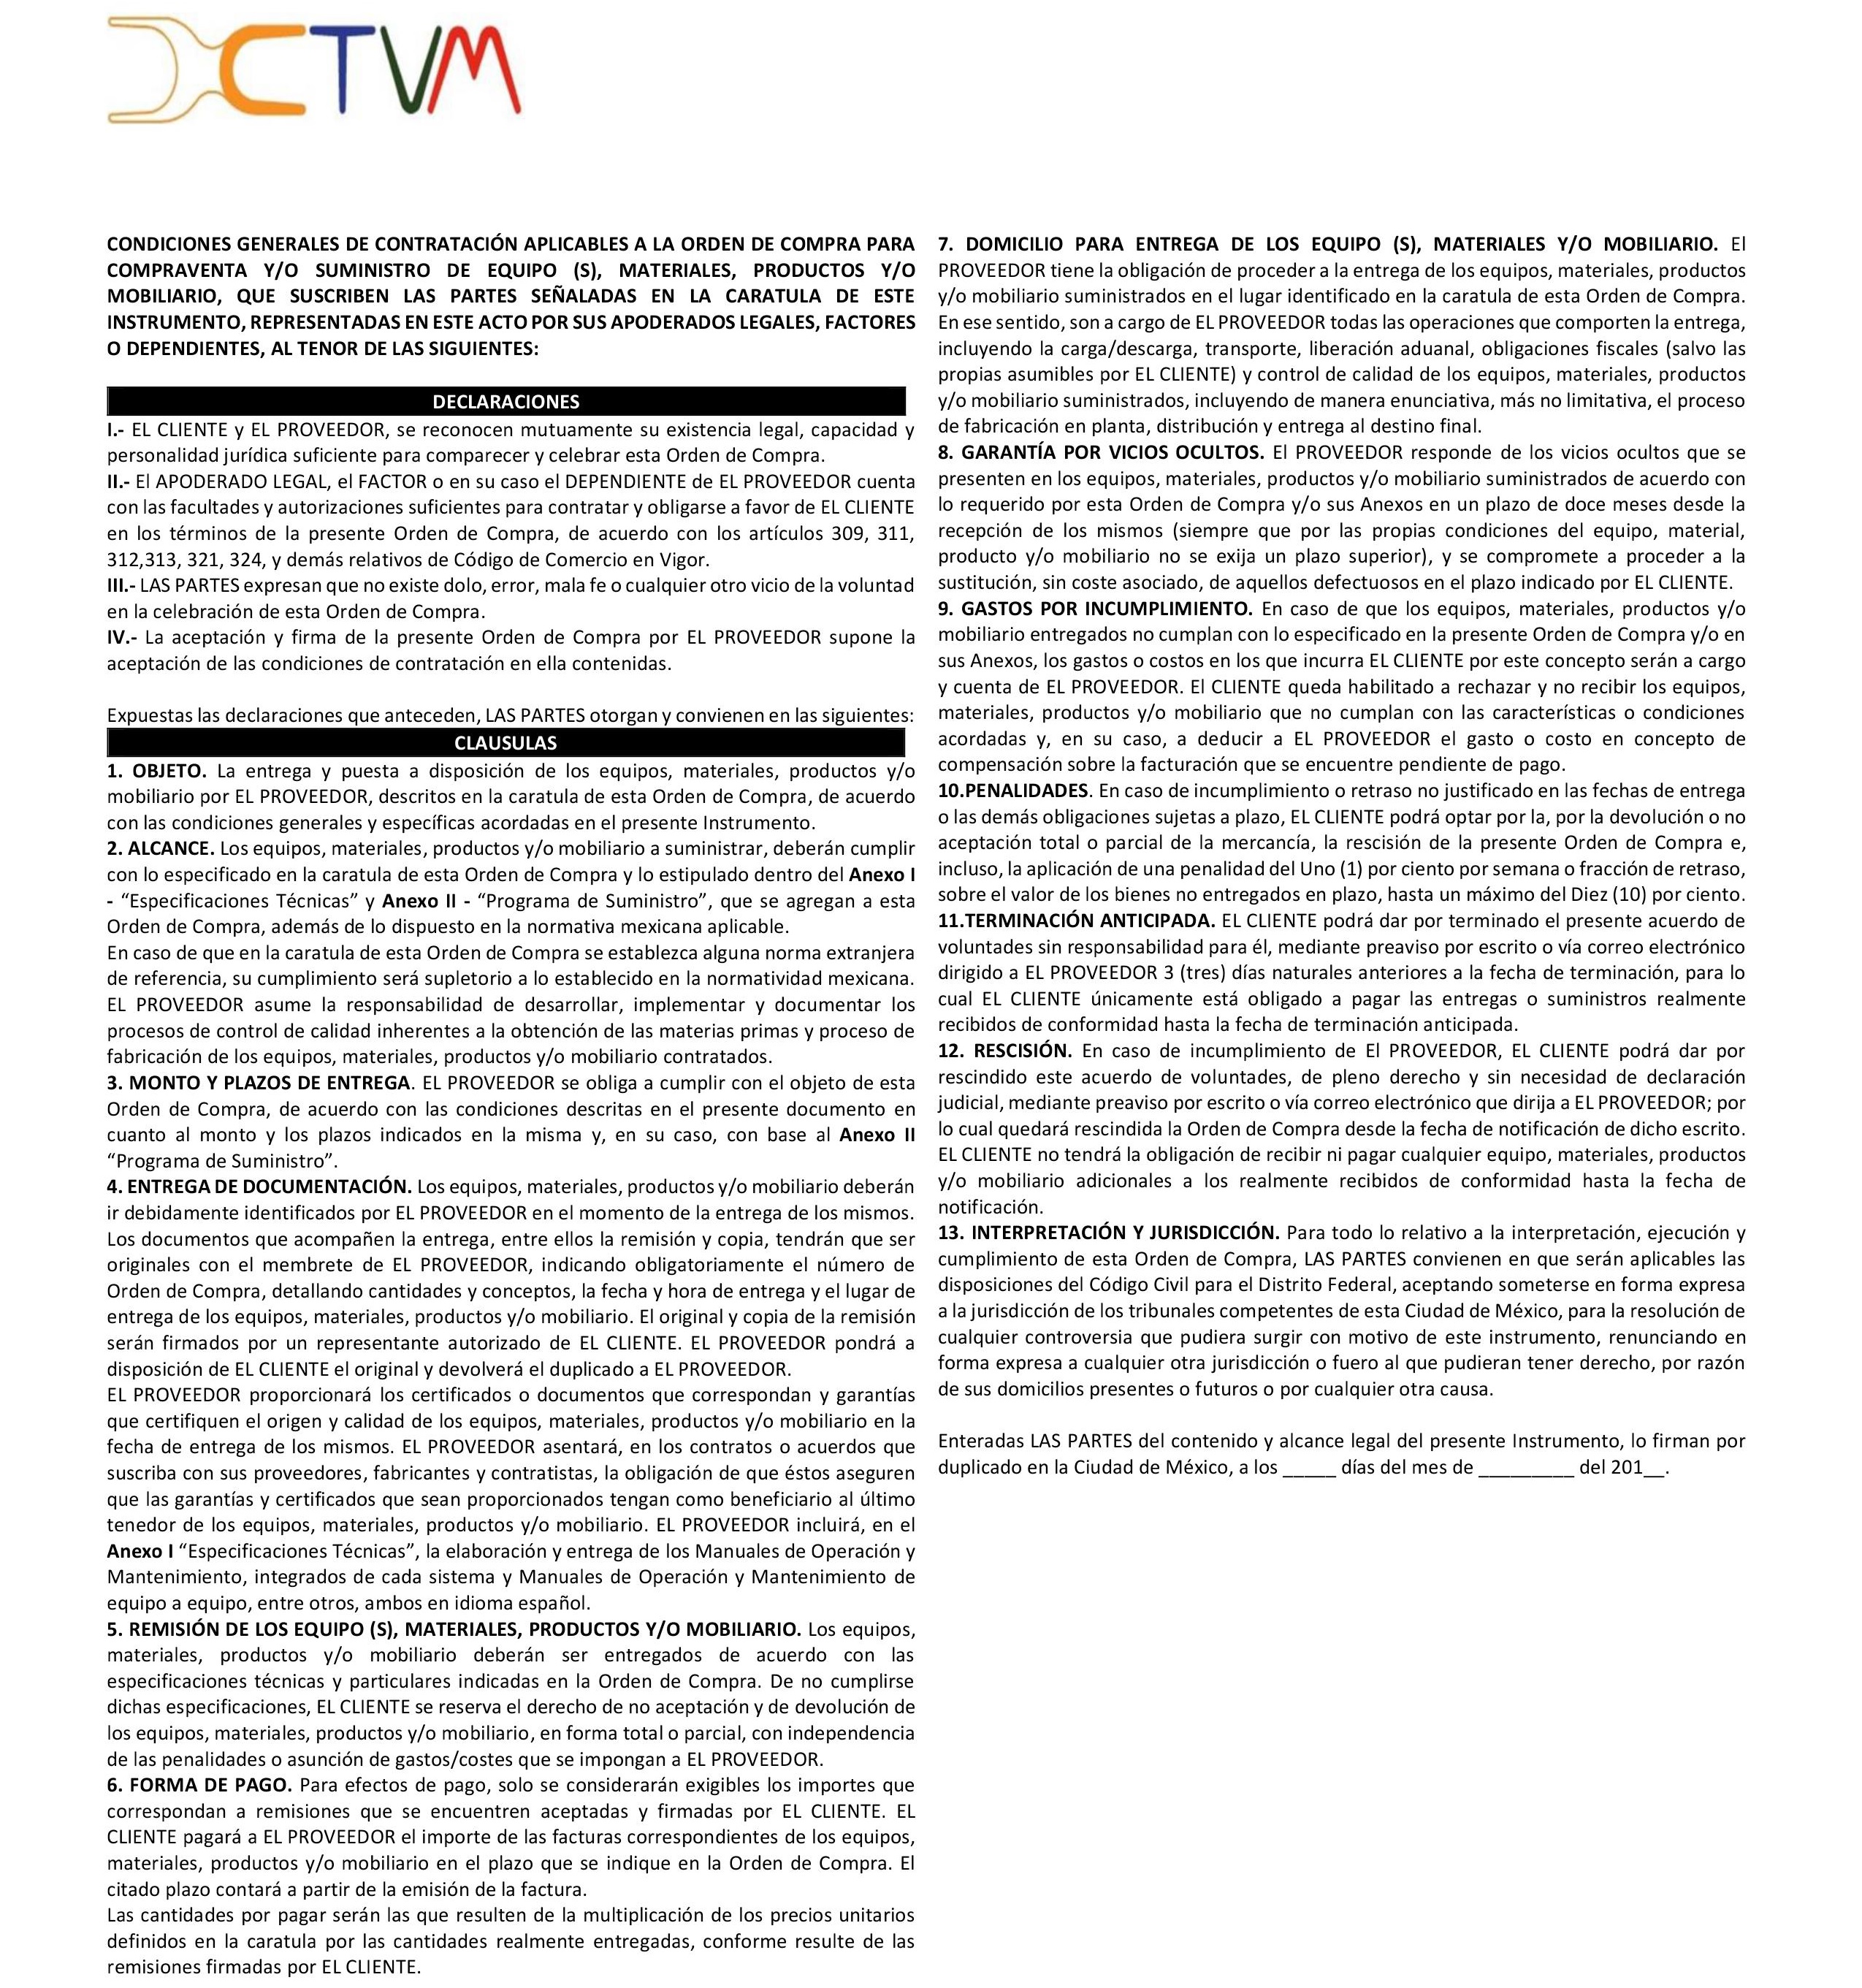 CTVM
CONDICIONES GENERALES DE CONTRATACIÓN APLICABLES A LA ORDEN DE COMPRA PARA
COMPRAVENTA Y/O SUMINISTRO DE EQUIPO (S), MATERIALES, PRODUCTOS Y/O
MOBILIARIO, QUE SUSCRIBEN LAS PARTES SEÑALADAS EN LA CARATULA DE ESTE
INSTRUMENTO, REPRESENTADAS EN ESTE ACTO POR SUS APODERADOS LEGALES, FACTORES
O DEPENDIENTES, AL TENOR DE LAS SIGUIENTES:
DECLARACIONES
I.- EL CLIENTE y EL PROVEEDOR, se reconocen mutuamente su existencia legal, capacidad y
personalidad jurídica suficiente para comparecer y celebrar esta Orden de Compra.
II.- El APODERADO LEGAL, el FACTOR o en su caso el DEPENDIENTE de EL PROVEEDOR cuenta
con las facultades y autorizaciones suficientes para contratar y obligarse a favor de EL CLIENTE
en los términos de la presente Orden de Compra, de acuerdo con los artículos 309, 311,
312,313, 321, 324, y demás relativos de Código de Comercio en Vigor.
III.- LAS PARTES expresan que no existe dolo, error, mala fe o cualquier otro vicio de la voluntad
en la celebración de esta Orden de Compra.
IV.- La aceptación y firma de la presente Orden de Compra por EL PROVEEDOR supone la
aceptación de las condiciones de contratación en ella contenidas.
Expuestas las declaraciones que anteceden, LAS PARTES otorgan y convienen en las siguientes:
CLAUSULAS
1. OBJETO. La entrega y puesta a disposición de los equipos, materiales, productos y/o
mobiliario por EL PROVEEDOR, descritos en la caratula de esta Orden de Compra, de acuerdo
con las condiciones generales y específicas acordadas en el presente Instrumento.
2. ALCANCE. Los equipos, materiales, productos y/o mobiliario a suministrar, deberán cumplir
con lo especificado en la caratula de esta Orden de Compra y lo estipulado dentro del Anexo I
- “Especificaciones Técnicas” y Anexo II - “Programa de Suministro”, que se agregan a esta
Orden de Compra, además de lo dispuesto en la normativa mexicana aplicable.
En caso de que en la caratula de esta Orden de Compra se establezca alguna norma extranjera
de referencia, su cumplimiento será supletorio a lo establecido en la normatividad mexicana.
EL PROVEEDOR asume la responsabilidad de desarrollar, implementar y documentar los
procesos de control de calidad inherentes a la obtención de las materias primas y proceso de
fabricación de los equipos, materiales, productos y/o mobiliario contratados.
3. MONTO Y PLAZOS DE ENTREGA. EL PROVEEDOR se obliga a cumplir con el objeto de esta
Orden de Compra, de acuerdo con las condiciones descritas en el presente documento en
cuanto al monto y los plazos indicados en la misma y, en su caso, con base al Anexo II
“Programa de Suministro”.
4. ENTREGA DE DOCUMENTACIÓN. Los equipos, materiales, productos y/o mobiliario deberán
ir debidamente identificados por EL PROVEEDOR en el momento de la entrega de los mismos.
Los documentos que acompañen la entrega, entre ellos la remisión y copia, tendrán que ser
originales con el membrete de EL PROVEEDOR, indicando obligatoriamente el número de
Orden de Compra, detallando cantidades y conceptos, la fecha y hora de entrega y el lugar de
entrega de los equipos, materiales, productos y/o mobiliario. El original y copia de la remisión
serán firmados por un representante autorizado de EL CLIENTE. EL PROVEEDOR pondrá a
disposición de EL CLIENTE el original y devolverá el duplicado a EL PROVEEDOR.
EL PROVEEDOR proporcionará los certificados o documentos que correspondan y garantías
que certifiquen el origen y calidad de los equipos, materiales, productos y/o mobiliario en la
fecha de entrega de los mismos. EL PROVEEDOR asentará, en los contratos o acuerdos que
suscriba con sus proveedores, fabricantes y contratistas, la obligación de que éstos aseguren
que las garantías y certificados que sean proporcionados tengan como beneficiario al último
tenedor de los equipos, materiales, productos y/o mobiliario. EL PROVEEDOR incluirá, en el
Anexo I “Especificaciones Técnicas”, la elaboración y entrega de los Manuales de Operación y
Mantenimiento, integrados de cada sistema y Manuales de Operación y Mantenimiento de
equipo a equipo, entre otros, ambos en idioma español.
5. REMISIÓN DE LOS EQUIPO (S), MATERIALES, PRODUCTOS Y/O MOBILIARIO. Los equipos,
materiales, productos y/o mobiliario deberán ser entregados de acuerdo con las
especificaciones técnicas y particulares indicadas en la Orden de Compra. De no cumplirse
dichas especificaciones, EL CLIENTE se reserva el derecho de no aceptación y de devolución de
los equipos, materiales, productos y/o mobiliario, en forma total o parcial, con independencia
de las penalidades o asunción de gastos/costes que se impongan a EL PROVEEDOR.
6. FORMA DE PAGO. Para efectos de pago, solo se considerarán exigibles los importes que
correspondan a remisiones que se encuentren aceptadas y firmadas por EL CLIENTE. EL
CLIENTE pagará a EL PROVEEDOR el importe de las facturas correspondientes de los equipos,
materiales, productos y/o mobiliario en el plazo que se indique en la Orden de Compra. El
citado plazo contará a partir de la emisión de la factura.
Las cantidades por pagar serán las que resulten de la multiplicación de los precios unitarios
definidos en la caratula por las cantidades realmente entregadas, conforme resulte de las
remisiones firmadas por EL CLIENTE.
7. DOMICILIO PARA ENTREGA DE LOS EQUIPO (S), MATERIALES Y/O MOBILIARIO. El
PROVEEDOR tiene la obligación de proceder a la entrega de los equipos, materiales, productos
y/o mobiliario suministrados en el lugar identificado en la caratula de esta Orden de Compra.
En ese sentido, son a cargo de EL PROVEEDOR todas las operaciones que comporten la entrega,
incluyendo la carga/descarga, transporte, liberación aduanal, obligaciones fiscales (salvo las
propias asumibles por EL CLIENTE) y control de calidad de los equipos, materiales, productos
y/o mobiliario suministrados, incluyendo de manera enunciativa, más no limitativa, el proceso
de fabricación en planta, distribución y entrega al destino final.
8. GARANTÍA POR VICIOS OCULTOS. El PROVEEDOR responde de los vicios ocultos que se
presenten en los equipos, materiales, productos y/o mobiliario suministrados de acuerdo con
lo requerido por esta Orden de Compra y/o sus Anexos en un plazo de doce meses desde la
recepción de los mismos (siempre que por las propias condiciones del equipo, material,
producto y/o mobiliario no se exija un plazo superior), y se compromete a proceder a la
sustitución, sin coste asociado, de aquellos defectuosos en el plazo indicado por EL CLIENTE.
9. GASTOS POR INCUMPLIMIENTO. En caso de que los equipos, materiales, productos y/o
mobiliario entregados no cumplan con lo especificado en la presente Orden de Compra y/o en
sus Anexos, los gastos o costos en los que incurra EL CLIENTE por este concepto serán a cargo
y cuenta de EL PROVEEDOR. El CLIENTE queda habilitado a rechazar y no recibir los equipos,
materiales, productos y/o mobiliario que no cumplan con las características o condiciones
acordadas y, en su caso, a deducir a EL PROVEEDOR el gasto o costo en concepto de
compensación sobre la facturación que se encuentre pendiente de pago.
10.PENALIDADES. En caso de incumplimiento o retraso no justificado en las fechas de entrega
o las demás obligaciones sujetas a plazo, EL CLIENTE podrá optar por la, por la devolución o no
aceptación total o parcial de la mercancía, la rescisión de la presente Orden de Compra e,
incluso, la aplicación de una penalidad del Uno (1) por ciento por semana o fracción de retraso,
sobre el valor de los bienes no entregados en plazo, hasta un máximo del Diez (10) por ciento.
11.TERMINACIÓN ANTICIPADA. EL CLIENTE podrá dar por terminado el presente acuerdo de
voluntades sin responsabilidad para él, mediante preaviso por escrito o vía correo electrónico
dirigido a EL PROVEEDOR 3 (tres) días naturales anteriores a la fecha de terminación, para lo
cual EL CLIENTE únicamente está obligado a pagar las entregas o suministros realmente
recibidos de conformidad hasta la fecha de terminación anticipada.
12. RESCISIÓN. En caso de incumplimiento de El PROVEEDOR, EL CLIENTE podrá dar por
rescindido este acuerdo de voluntades, de pleno derecho y sin necesidad de declaración
judicial, mediante preaviso por escrito o vía correo electrónico que dirija a EL PROVEEDOR; por
lo cual quedará rescindida la Orden de Compra desde la fecha de notificación de dicho escrito.
EL CLIENTE no tendrá la obligación de recibir ni pagar cualquier equipo, materiales, productos
y/o mobiliario adicionales a los realmente recibidos de conformidad hasta la fecha de
notificación.
13. INTERPRETACIÓN Y JURISDICCIÓN. Para todo lo relativo a la interpretación, ejecución y
cumplimiento de esta Orden de Compra, LAS PARTES convienen en que serán aplicables las
disposiciones del Código Civil para el Distrito Federal, aceptando someterse en forma expresa
a la jurisdicción de los tribunales competentes de esta Ciudad de México, para la resolución de
cualquier controversia que pudiera surgir con motivo de este instrumento, renunciando en
forma expresa a cualquier otra jurisdicción o fuero al que pudieran tener derecho, por razón
de sus domicilios presentes o futuros o por cualquier otra causa.
Enteradas LAS PARTES del contenido y alcance legal del presente Instrumento, lo firman por
duplicado en la Ciudad de México, a los _____ días del mes de _________ del 201__.